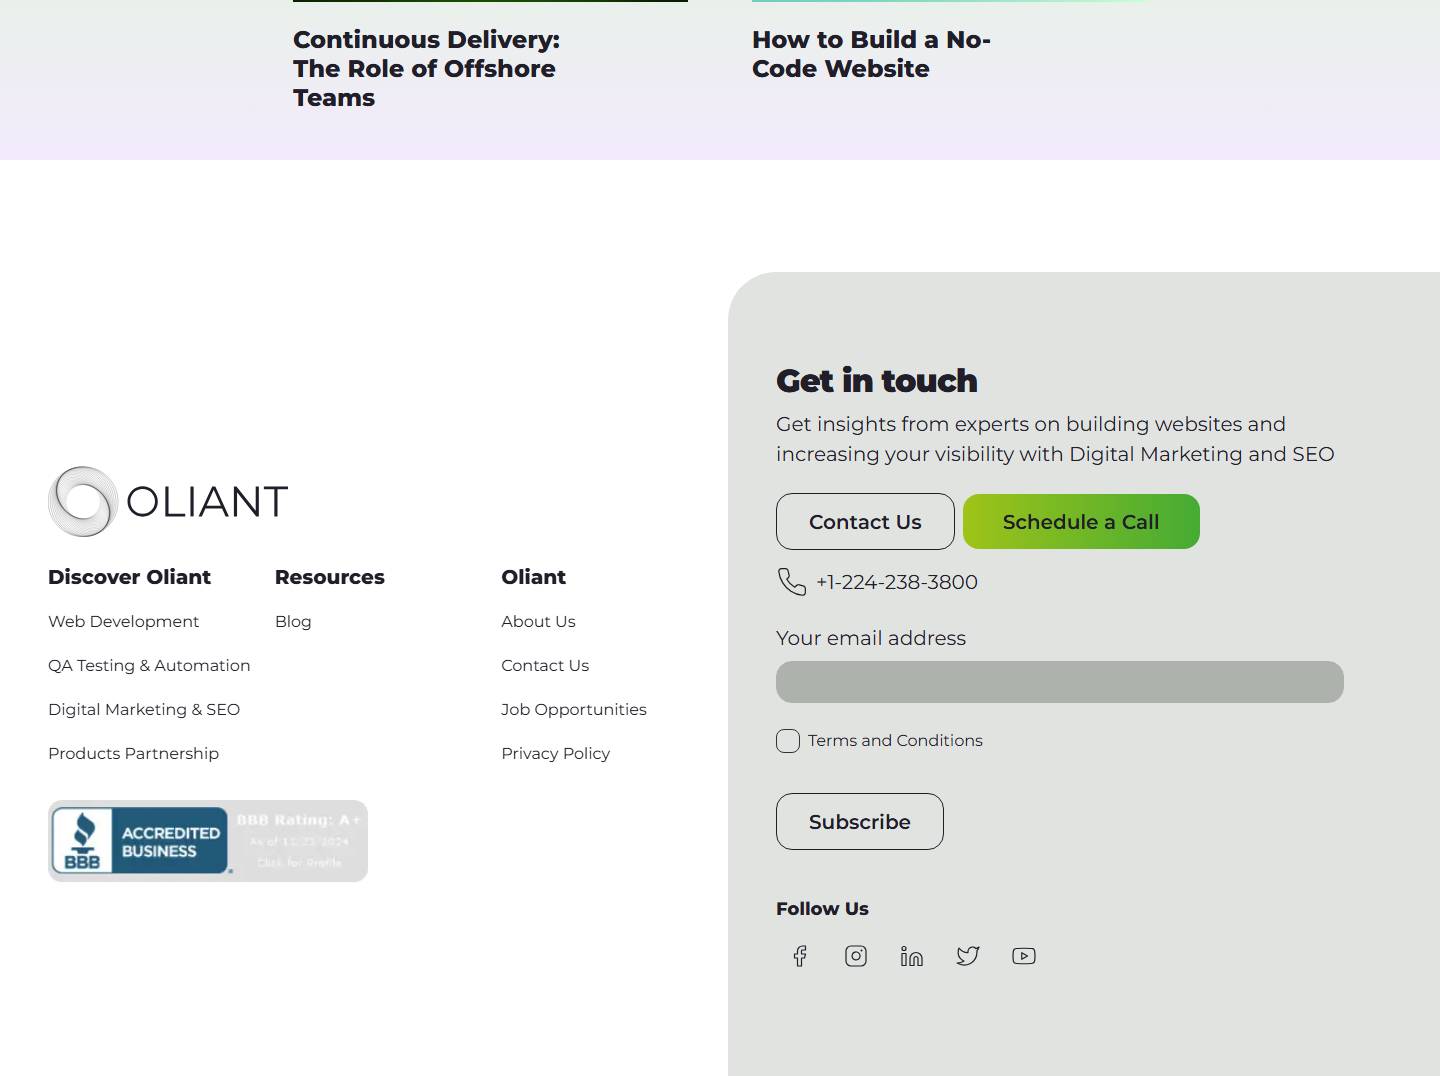 Continuous Delivery:
The Role of Offshore
Teams
How to Build a No-
Code Website
OLIANT
Discover Oliant
Web Development
QA Testing & Automation
Digital Marketing & SEO
Products Partnership
Resources
Blog
Oliant
About Us
Contact Us
Job Opportunities
Privacy Policy
BBB
ACCREDITED
BUSINESS
BBB Rating: A+
Click for Profile
Get in touch
Get insights from experts on building websites and
increasing your visibility with Digital Marketing and SEO
Contact Us
Schedule a Call
+1-224-238-3800
Your email address
Terms and Conditions
Subscribe
Follow Us